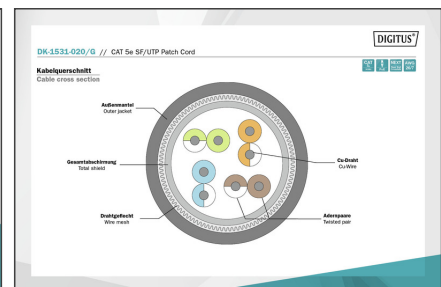 DIGITUS®
DK-1531-020/G // CAT 5e SF/UTP Patch Cord
Kabelquerschnitt
Cable cross section
Außenmantel
Outer jacket
Gesamtabschirmung
Total shield
Cu-Draht
Cu-Wire
Drahtgeflecht
Wire mesh
Adernpaare
Twisted pair